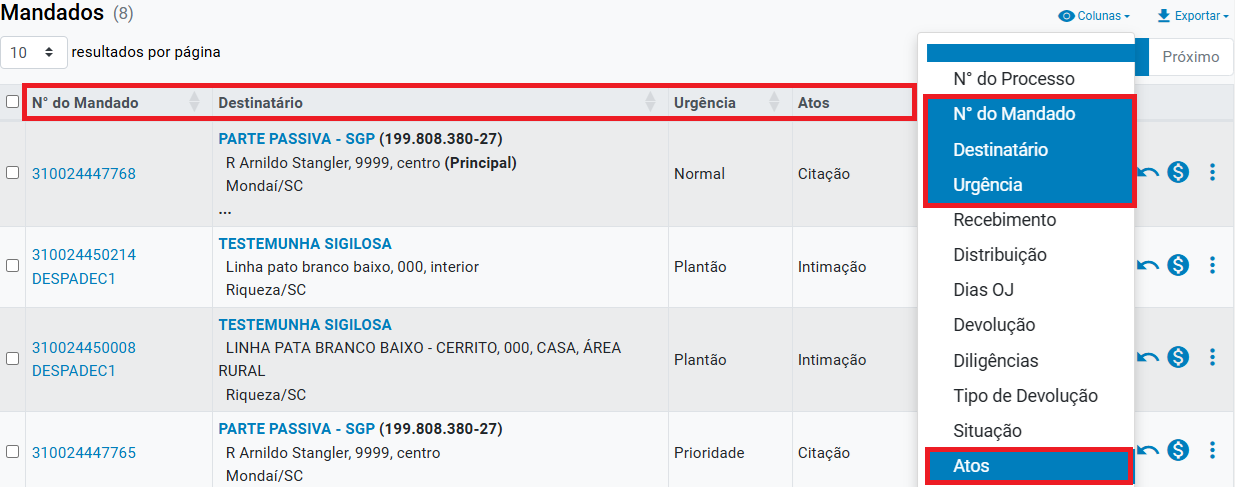 Mandados (8)
Colunas
Exportar
10 resultados por página
Próximo
N° do Mandado Destinatário Urgência Atos
310024447768
PARTE PASSIVA - SGP (199.808.380-27)
R Arnildo Stangler, 9999, centro (Principal)
Mondaí/SC
...
Normal
Citação
310024450214
DESPADEC1
TESTEMUNHA SIGILOSA
Linha pato branco baixo, 000, interior
Riqueza/SC
Plantão
Intimação
310024450008
DESPADEC1
TESTEMUNHA SIGILOSA
LINHA PATA BRANCO BAIXO - CERRITO, 000, CASA, ÁREA
RURAL
Riqueza/SC
Plantão
Intimação
310024447765
PARTE PASSIVA - SGP (199.808.380-27)
R Arnildo Stangler, 9999, centro
Mondaí/SC
Prioridade
Citação
N° do Processo
N° do Mandado
Destinatário
Urgência
Recebimento
Distribuição
Dias OJ
Devolução
Diligências
Tipo de Devolução
Situação
Atos